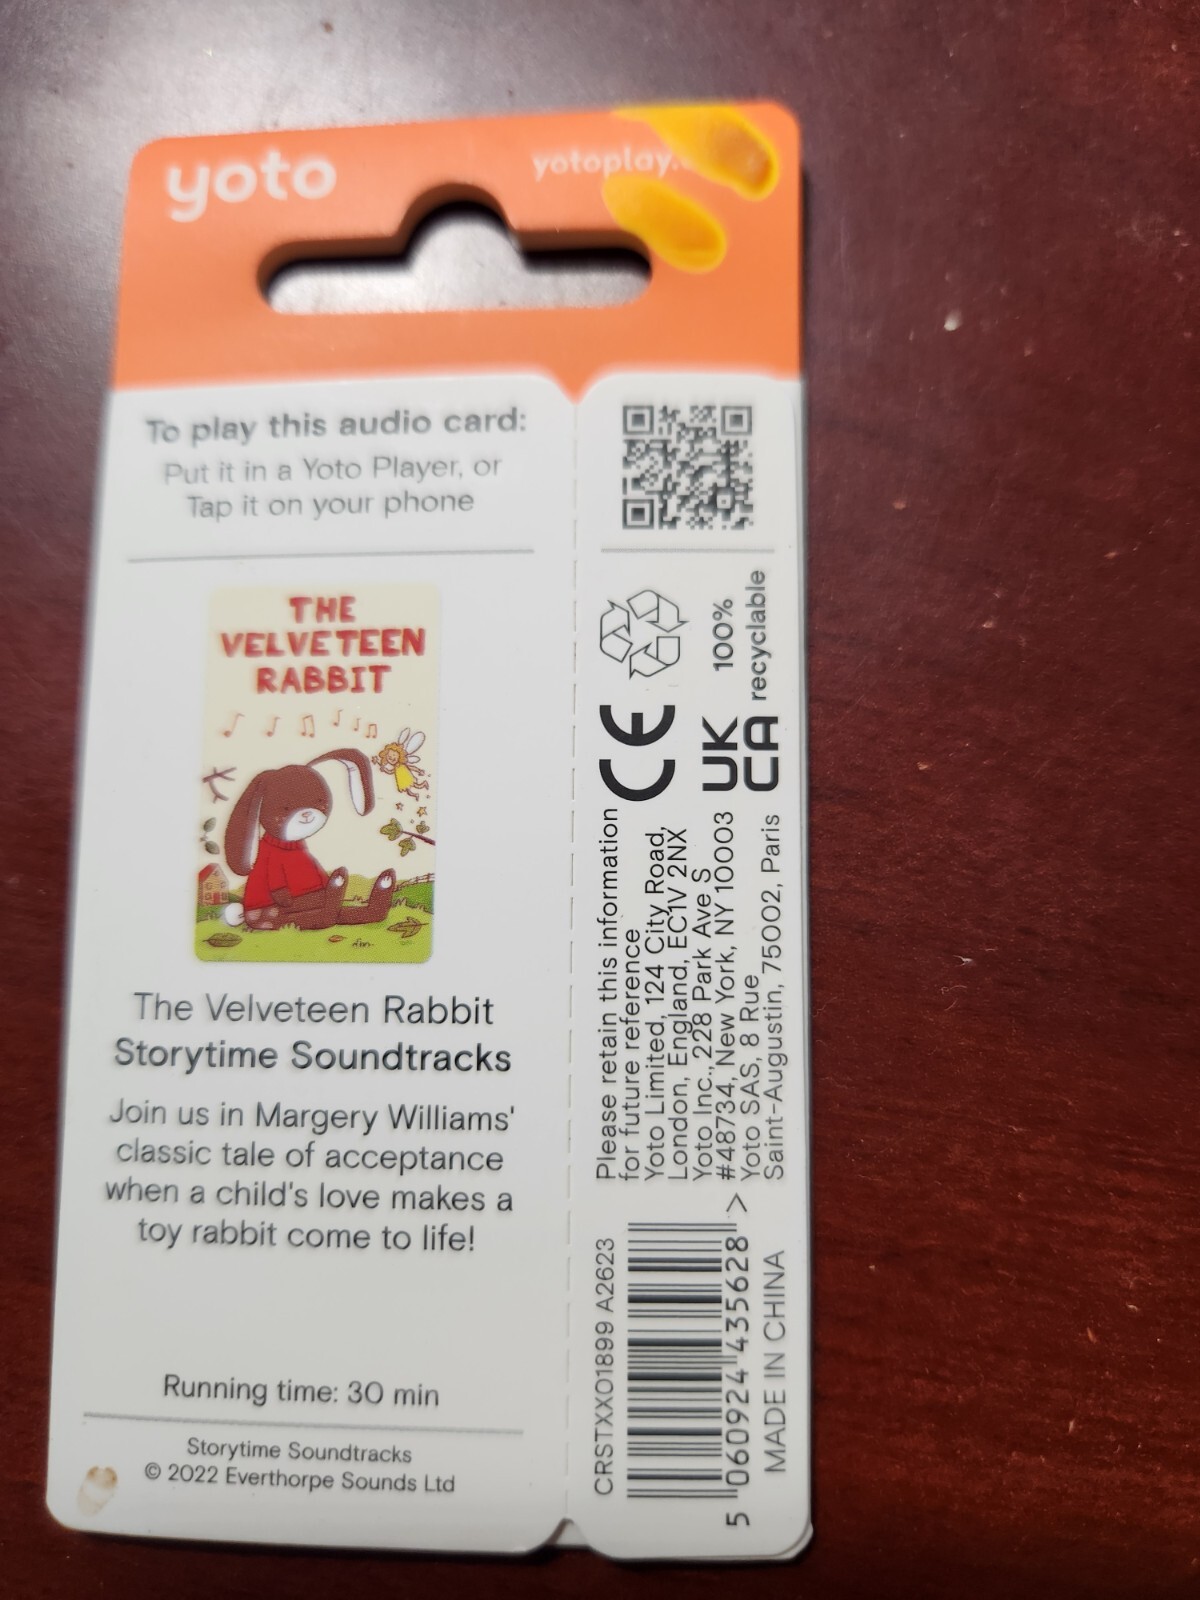 yoto
yotoplay.
To play this audio card:
Put it in a Yoto Player, or
Tap it on your phone
THE
VELVETEEN
RABBIT
The Velveteen Rabbit
Storytime Soundtracks
Join us in Margery Williams'
classic tale of acceptance
when a child's love makes a
toy rabbit come to life!
Running time: 30 min
Storytime Soundtracks
© 2022 Everthorpe Sounds Ltd
100%
recyclable
CE
UK
CA
Please retain this information
for future reference
Yoto Limited, 124 City Road,
London, England, EC1V 2NX
Yoto Inc., 228 Park Ave S
#48734, New York, NY 10003
Yoto SAS, 8 Rue
Saint-Augustin, 75002, Paris
CRSTXX01899 A2623
5 060924 435628 >
MADE IN CHINA